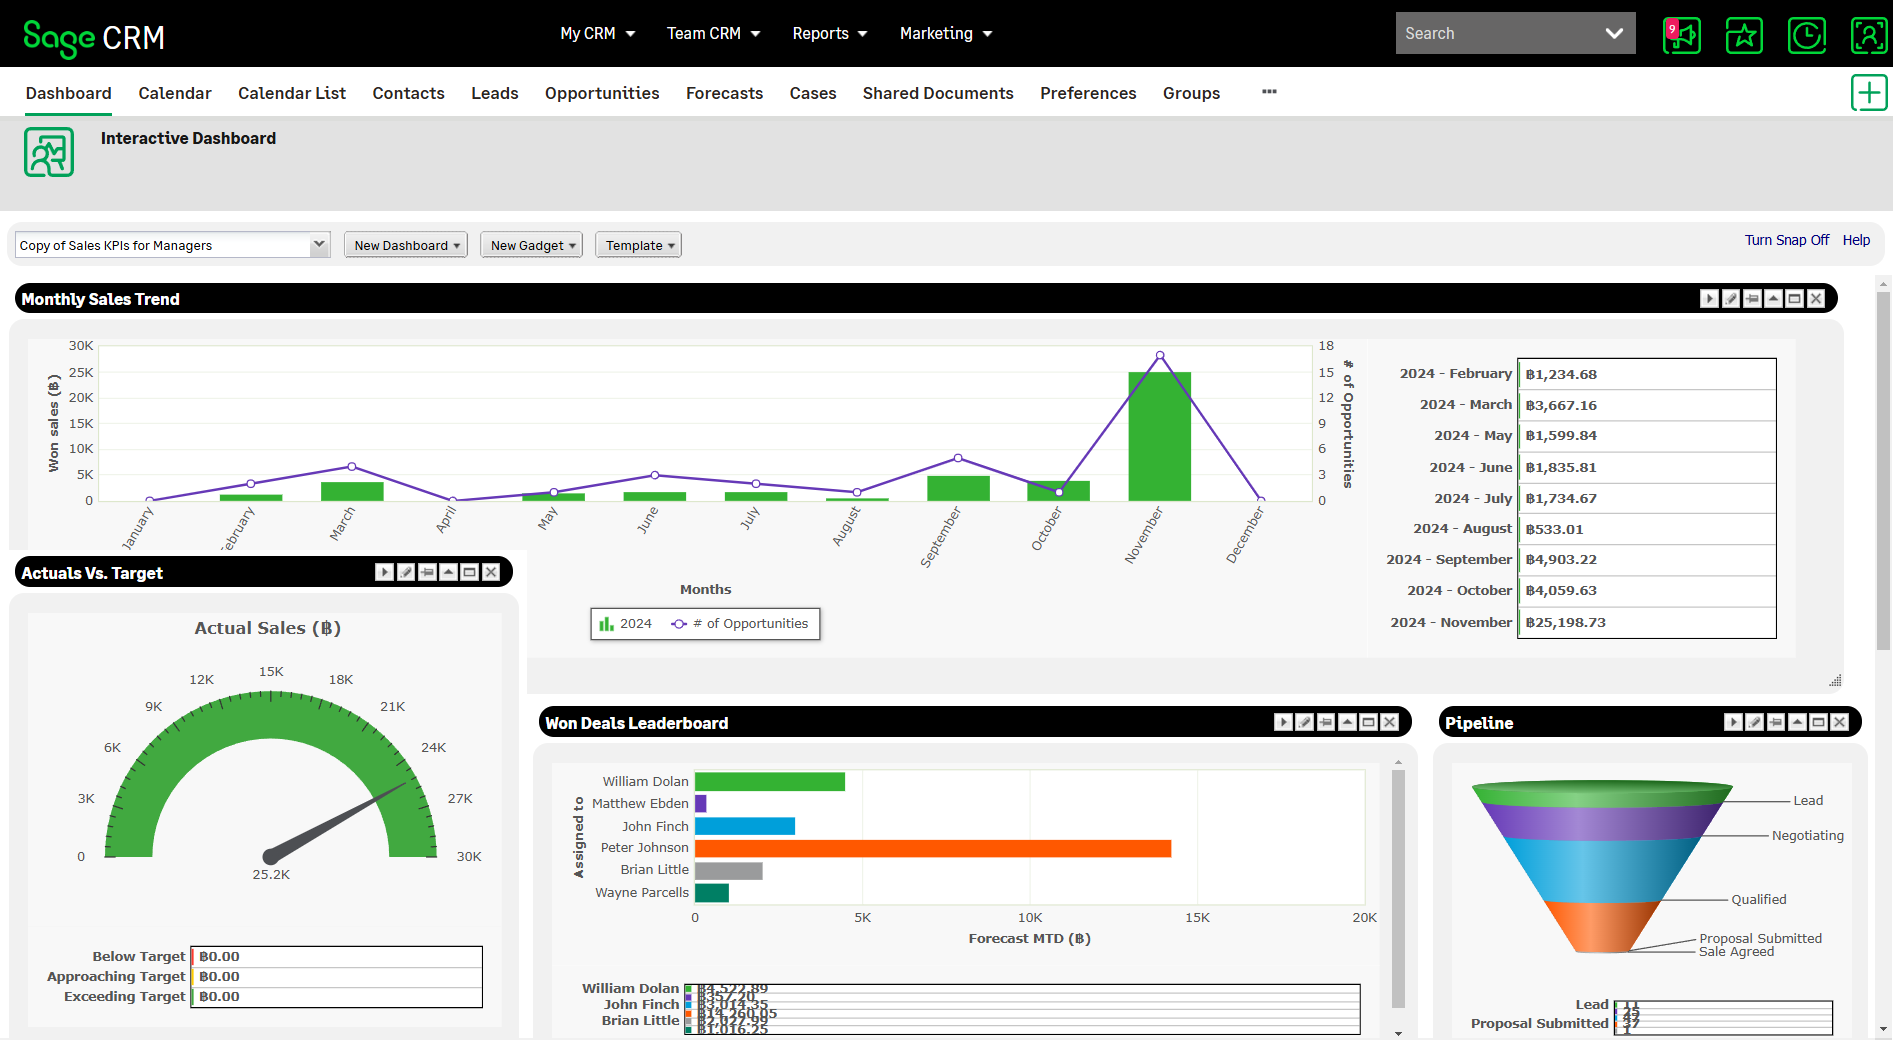 Sage CRM
My CRM
Team CRM
Reports
Marketing
Search
9
Dashboard
Calendar
Calendar List
Contacts
Leads
Opportunities
Forecasts
Cases
Shared Documents
Preferences
Groups
Interactive Dashboard
Copy of Sales KPIs for Managers
New Dashboard
New Gadget
Template
Turn Snap Off
Help
Monthly Sales Trend
30K
25K
20K
15K
10K
5K
0
Won sales (฿)
18
15
12
9
6
3
0
# of Opportunities
January
February
March
April
May
June
July
August
September
October
November
December
Months
2024
# of Opportunities
2024 - February ฿1,234.68
2024 - March ฿3,667.16
2024 - May ฿1,599.84
2024 - June ฿1,835.81
2024 - July ฿1,734.67
2024 - August ฿533.01
2024 - September ฿4,903.22
2024 - October ฿4,059.63
2024 - November ฿25,198.73
Actuals Vs. Target
Actual Sales (฿)
0
3K
6K
9K
12K
15K
18K
21K
24K
27K
30K
25.2K
Below Target ฿0.00
Approaching Target ฿0.00
Exceeding Target ฿0.00
Won Deals Leaderboard
Assigned to
William Dolan
Matthew Ebden
John Finch
Peter Johnson
Brian Little
Wayne Parcells
0
5K
10K
15K
20K
Forecast MTD (฿)
William Dolan ฿4,522.89
฿357.20
John Finch ฿3,014.35
฿14,260.05
Brian Little ฿2,027.99
฿1,016.25
Pipeline
Lead
Negotiating
Qualified
Proposal Submitted
Sale Agreed
Lead 11
25
47
Proposal Submitted 37
1